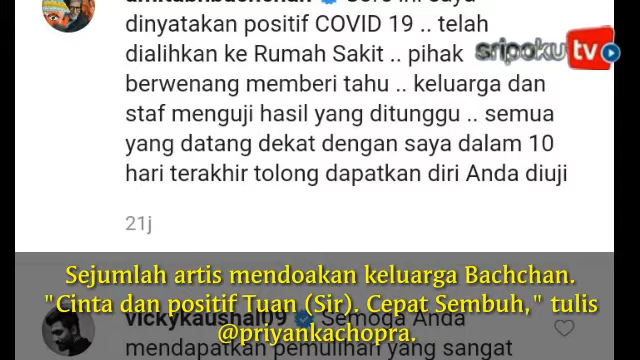 dinyatakan positif COVID 19 .. telah
dialihkan ke Rumah Sakit .. pihak
sripoku tv
berwenang memberi tahu .. keluarga dan
staf menguji hasil yang ditunggu .. semua
yang datang dekat dengan saya dalam 10
hari terakhir tolong dapatkan diri Anda diuji
21j
Sejumlah artis mendoakan keluarga Bachchan.
"Cinta dan positif Tuan (Sir). Cepat Sembuh," tulis
@priyankachopra.
vickykaushal09 Semoga Anda
mendapatkan pemulihan yang sangat